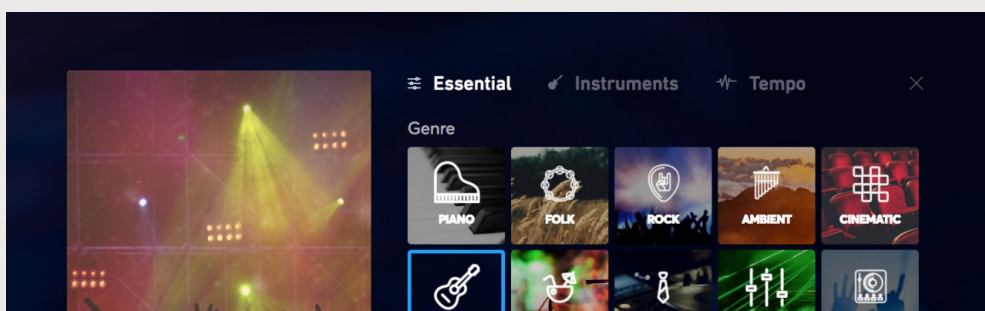 Essential Instruments Tempo
Genre
PIANO FOLK ROCK AMBIENT CINEMATIC